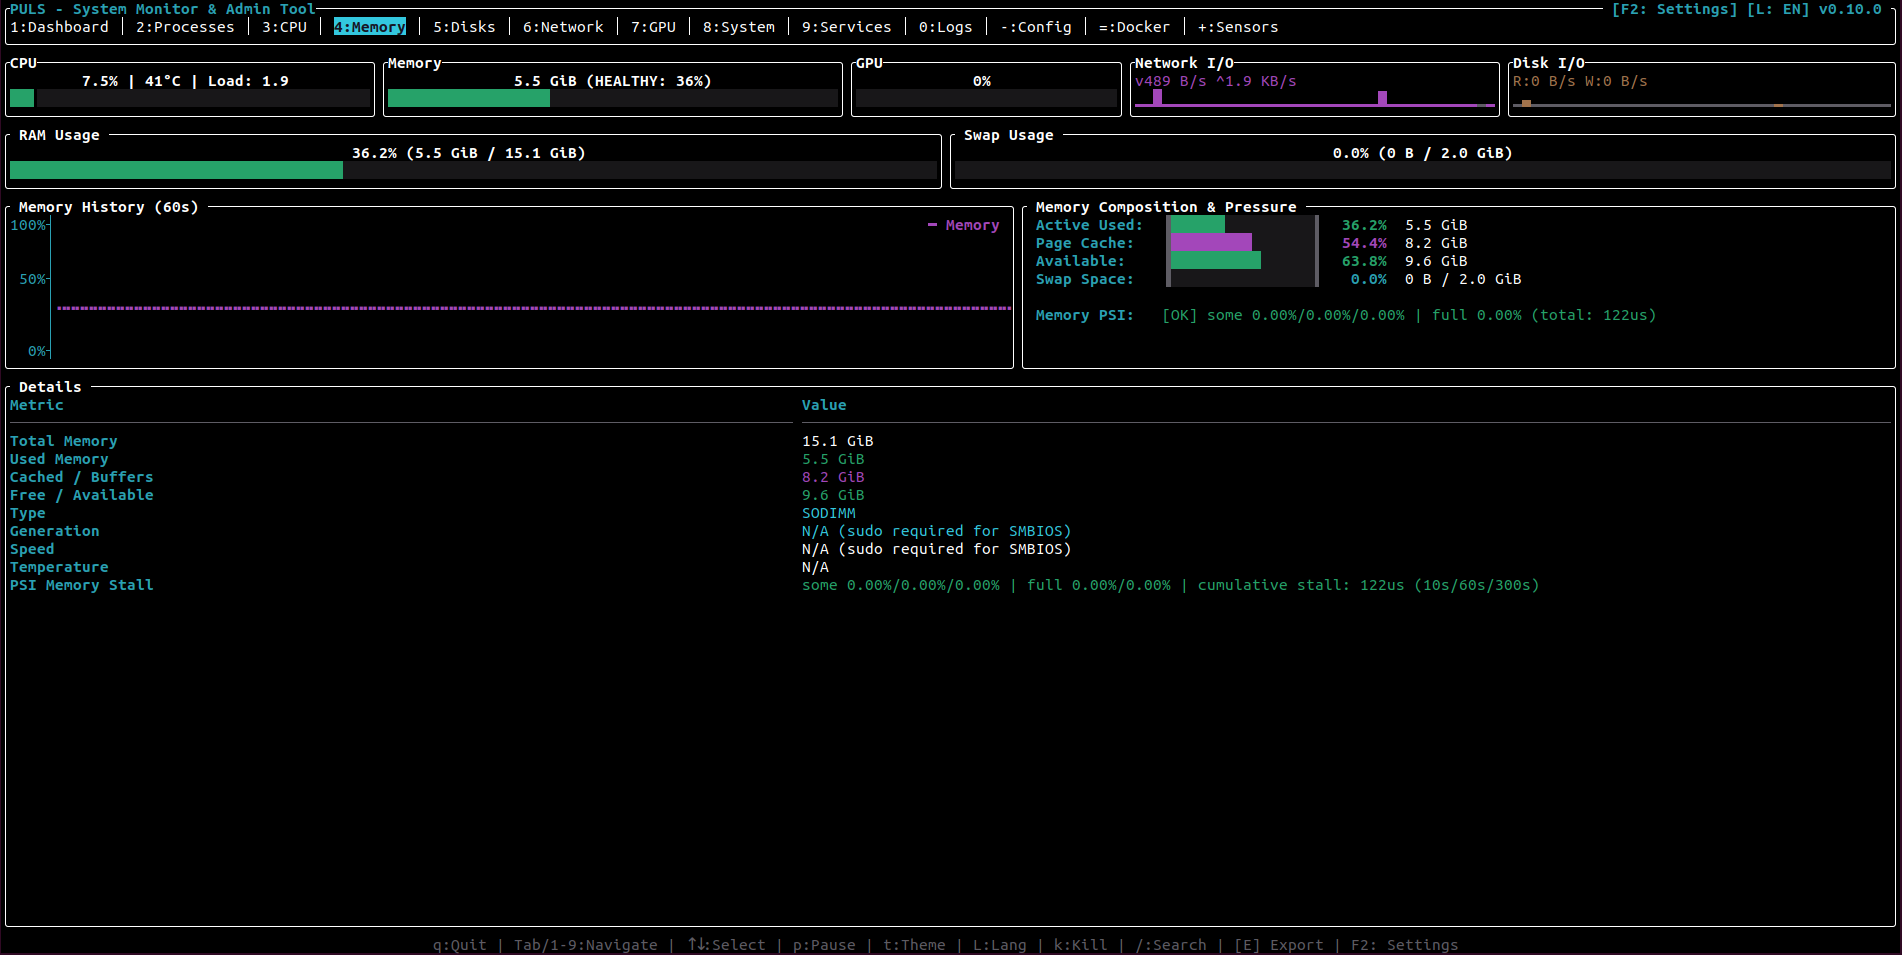 PULS - System Monitor & Admin Tool [F2: Settings] [L: EN] v0.10.0
1:Dashboard | 2:Processes | 3:CPU | 4:Memory | 5:Disks | 6:Network | 7:GPU | 8:System | 9:Services | 0:Logs | -:Config | =:Docker | +:Sensors
CPU Memory GPU Network I/O Disk I/O
7.5% | 41°C | Load: 1.9 5.5 GiB (HEALTHY: 36%) 0% v489 B/s ^1.9 KB/s R:0 B/s W:0 B/s
RAM Usage Swap Usage
36.2% (5.5 GiB / 15.1 GiB) 0.0% (0 B / 2.0 GiB)
Memory History (60s) Memory Composition & Pressure
100% Memory Active Used: 36.2% 5.5 GiB
Page Cache: 54.4% 8.2 GiB
Available: 63.8% 9.6 GiB
50% Swap Space: 0.0% 0 B / 2.0 GiB
Memory PSI: [OK] some 0.00%/0.00%/0.00% | full 0.00% (total: 122us)
0%
Details
Metric Value
Total Memory 15.1 GiB
Used Memory 5.5 GiB
Cached / Buffers 8.2 GiB
Free / Available 9.6 GiB
Type SODIMM
Generation N/A (sudo required for SMBIOS)
Speed N/A (sudo required for SMBIOS)
Temperature N/A
PSI Memory Stall some 0.00%/0.00%/0.00% | full 0.00%/0.00% | cumulative stall: 122us (10s/60s/300s)
q:Quit | Tab/1-9:Navigate | ↑↓:Select | p:Pause | t:Theme | L:Lang | k:Kill | /:Search | [E] Export | F2: Settings